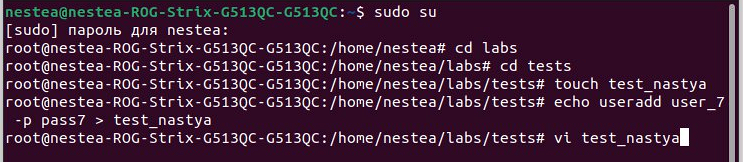 nestea@nestea-ROG-Strix-G513QC-G513QC:~$ sudo su
[sudo] пароль для nestea:
root@nestea-ROG-Strix-G513QC-G513QC:/home/nestea# cd labs
root@nestea-ROG-Strix-G513QC-G513QC:/home/nestea/labs# cd tests
root@nestea-ROG-Strix-G513QC-G513QC:/home/nestea/labs/tests# touch test_nastya
root@nestea-ROG-Strix-G513QC-G513QC:/home/nestea/labs/tests# echo useradd user_7
 -p pass7 > test_nastya
root@nestea-ROG-Strix-G513QC-G513QC:/home/nestea/labs/tests# vi test_nastya